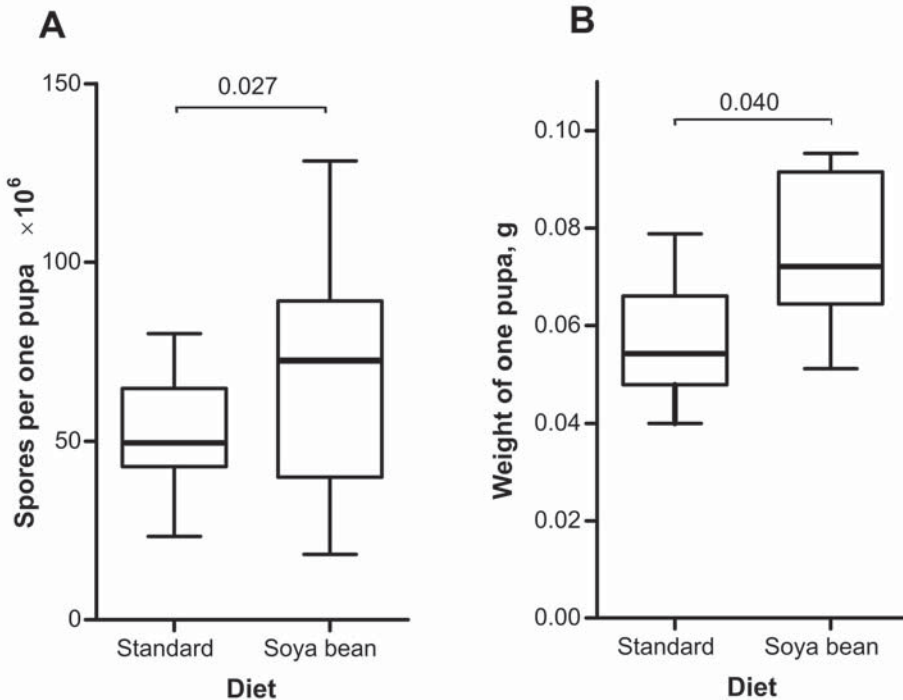 A
Spores per one pupa ×10⁶
150
100
50
0
0.027
Standard
Soya bean
Diet
B
Weight of one pupa, g
0.10
0.08
0.06
0.04
0.02
0.00
0.040
Standard
Soya bean
Diet